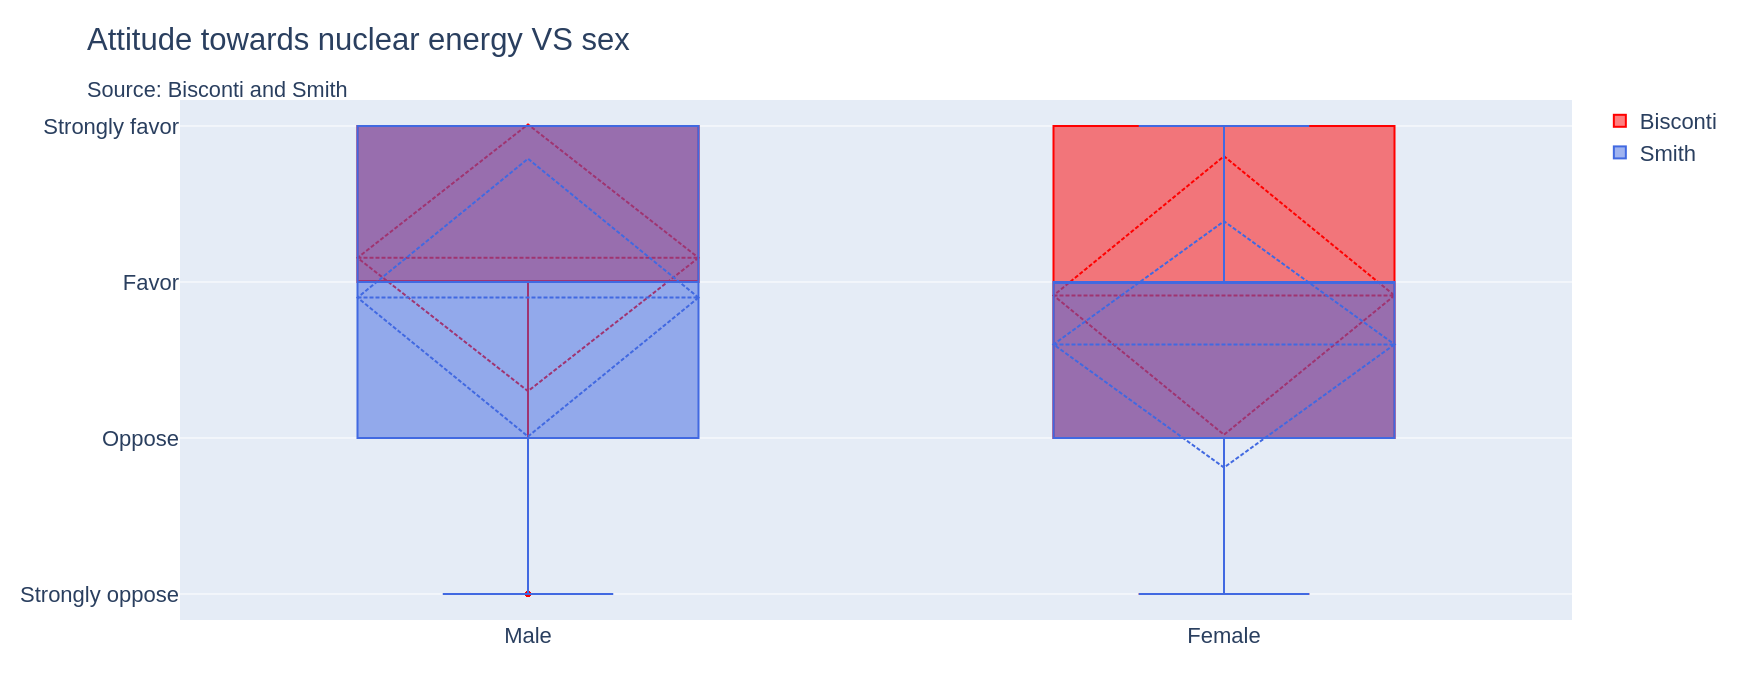 Attitude towards nuclear energy VS sex
Source: Bisconti and Smith
Strongly favor
Favor
Oppose
Strongly oppose
Male
Female
Bisconti
Smith